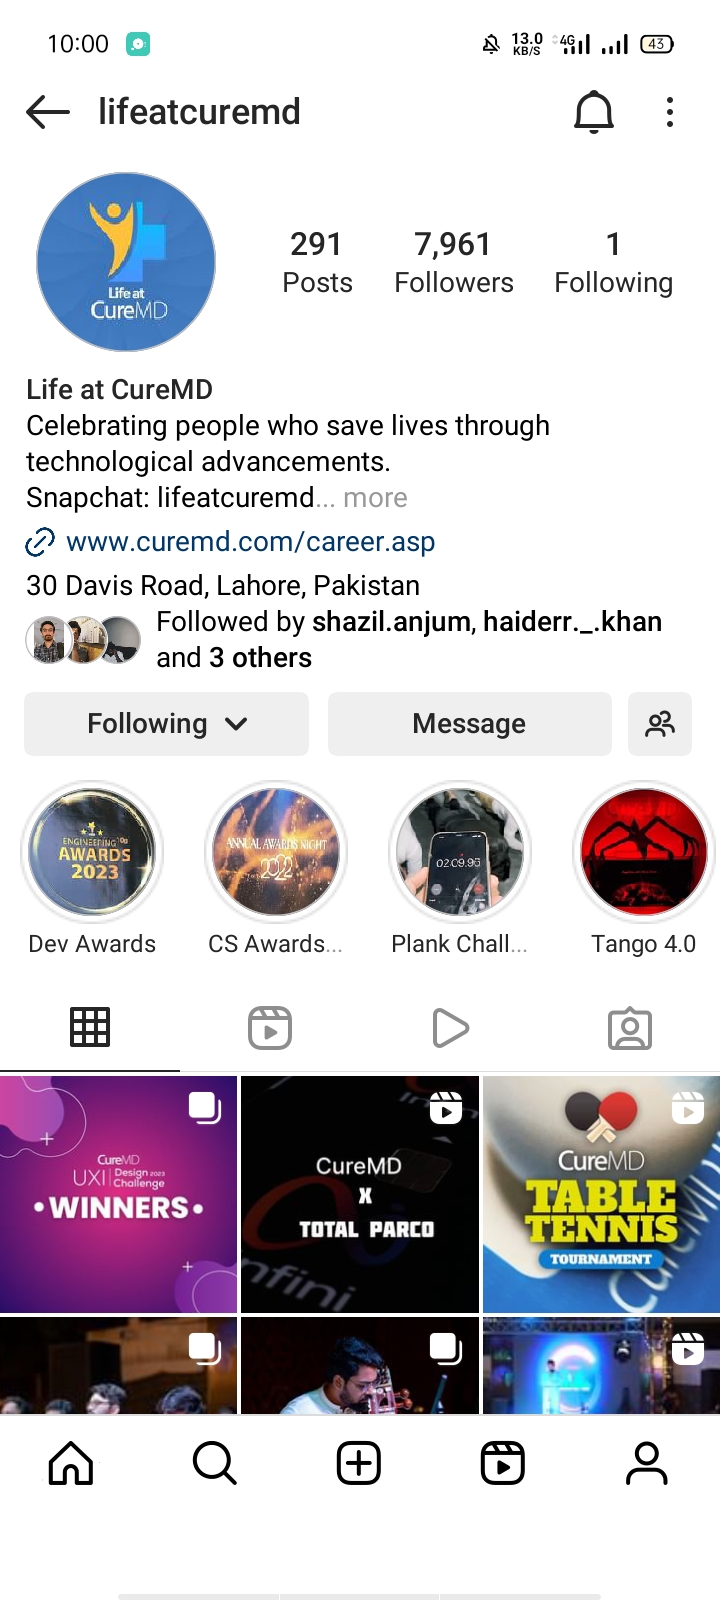 10:00
13.0
KB/S
4G
43
lifeatcuremd
Life at
CureMD
291
Posts
7,961
Followers
1
Following
Life at CureMD
Celebrating people who save lives through
technological advancements.
Snapchat: lifeatcuremd... more
www.curemd.com/career.asp
30 Davis Road, Lahore, Pakistan
Followed by shazil.anjum, haiderr._.khan
and 3 others
Following
Message
ENGINEERING
AWARDS
2023
ANNUAL AWARDS NIGHT
2022
02:09.96
Dev Awards
CS Awards...
Plank Chall...
Tango 4.0
CureMD
UXI Design 2023
Challenge
•WINNERS•
CureMD
X
TOTAL PARCO
infini
CureMD
TABLE
TENNIS
TOURNAMENT
CureMD